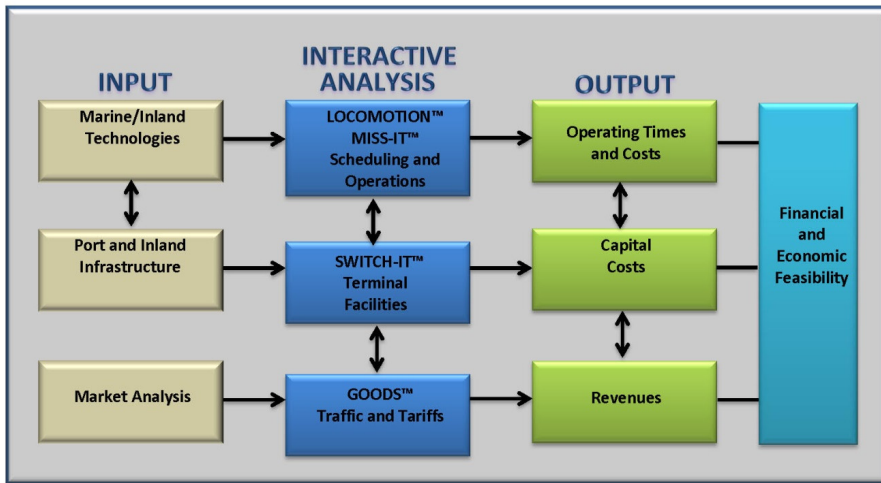 INPUT
INTERACTIVE
ANALYSIS
OUTPUT
Marine/Inland
Technologies
LOCOMOTION™
MISS-IT™
Scheduling and
Operations
Operating Times
and Costs
Port and Inland
Infrastructure
SWITCH-IT™
Terminal
Facilities
Capital
Costs
Financial
and
Economic
Feasibility
Market Analysis
GOODS™
Traffic and Tariffs
Revenues